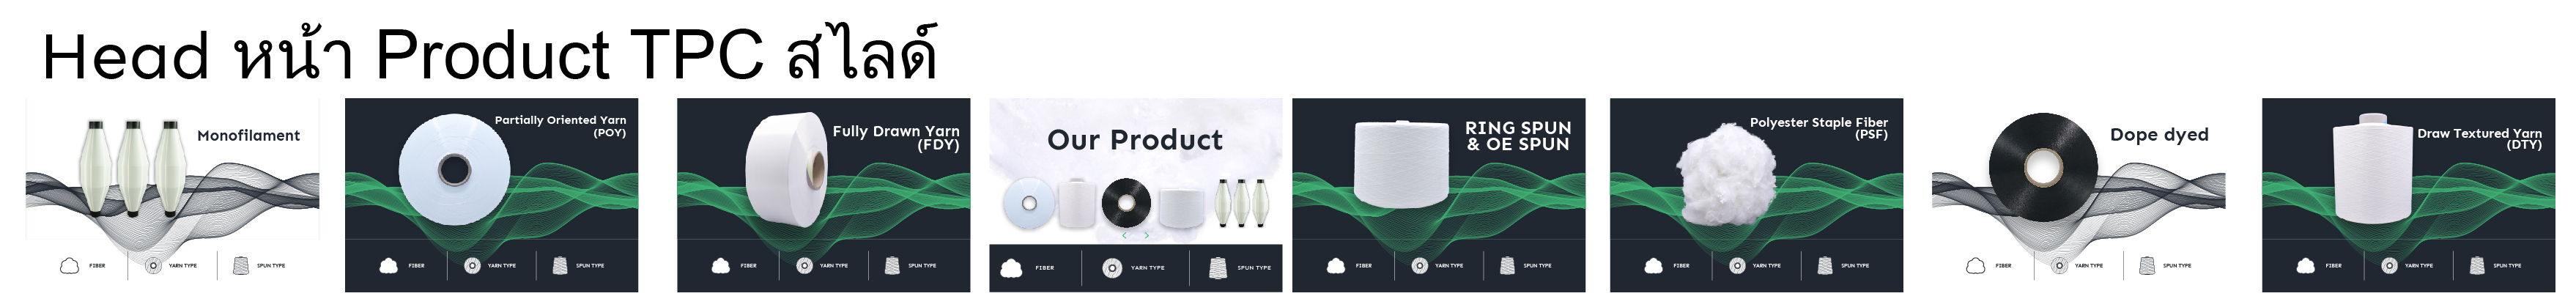 Head หน้า Product TPC สไลด์
Monofilament
FIBER
YARN TYPE
SPUN TYPE
Partially Oriented Yarn
(POY)
FIBER
YARN TYPE
SPUN TYPE
Fully Drawn Yarn
(FDY)
FIBER
YARN TYPE
SPUN TYPE
Our Product
FIBER
YARN TYPE
SPUN TYPE
RING SPUN
& OE SPUN
FIBER
YARN TYPE
SPUN TYPE
Polyester Staple Fiber
(PSF)
FIBER
YARN TYPE
SPUN TYPE
Dope dyed
FIBER
YARN TYPE
SPUN TYPE
Draw Textured Yarn
(DTY)
FIBER
YARN TYPE
SPUN TYPE